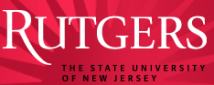 RUTGERS
THE STATE UNIVERSITY
OF NEW JERSEY